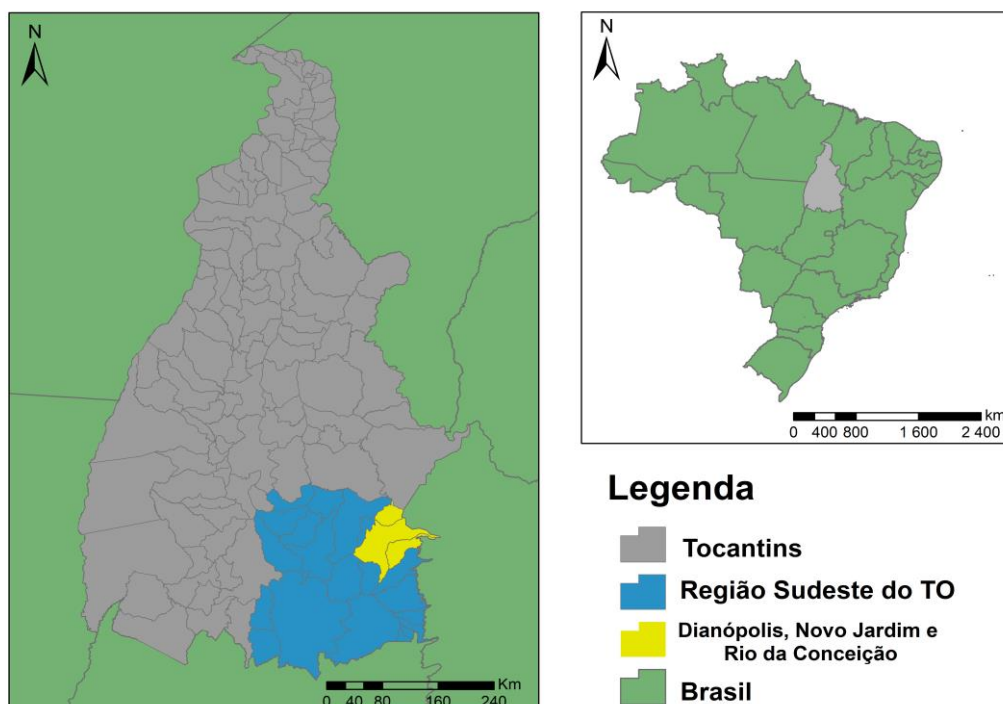 N
Km
0 40 80 160 240
N
km
0 400 800 1 600 2 400
Legenda
Tocantins
Região Sudeste do TO
Dianópolis, Novo Jardim e
Rio da Conceição
Brasil